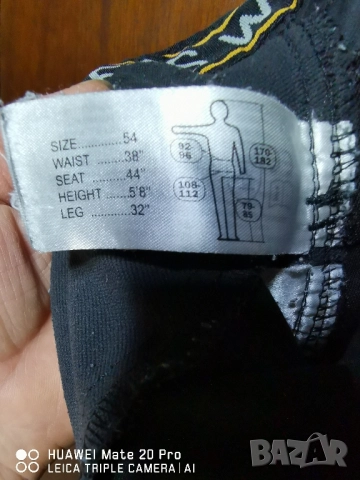 SIZE.............. 54
WAIST ......... 38"
SEAT ........... 44"
HEIGHT ....... 5'8"
LEG ............. 32"
92-
96
170-
182
108-
112
79-
85
HUAWEI Mate 20 Pro
LEICA TRIPLE CAMERA | AI
BAZAR